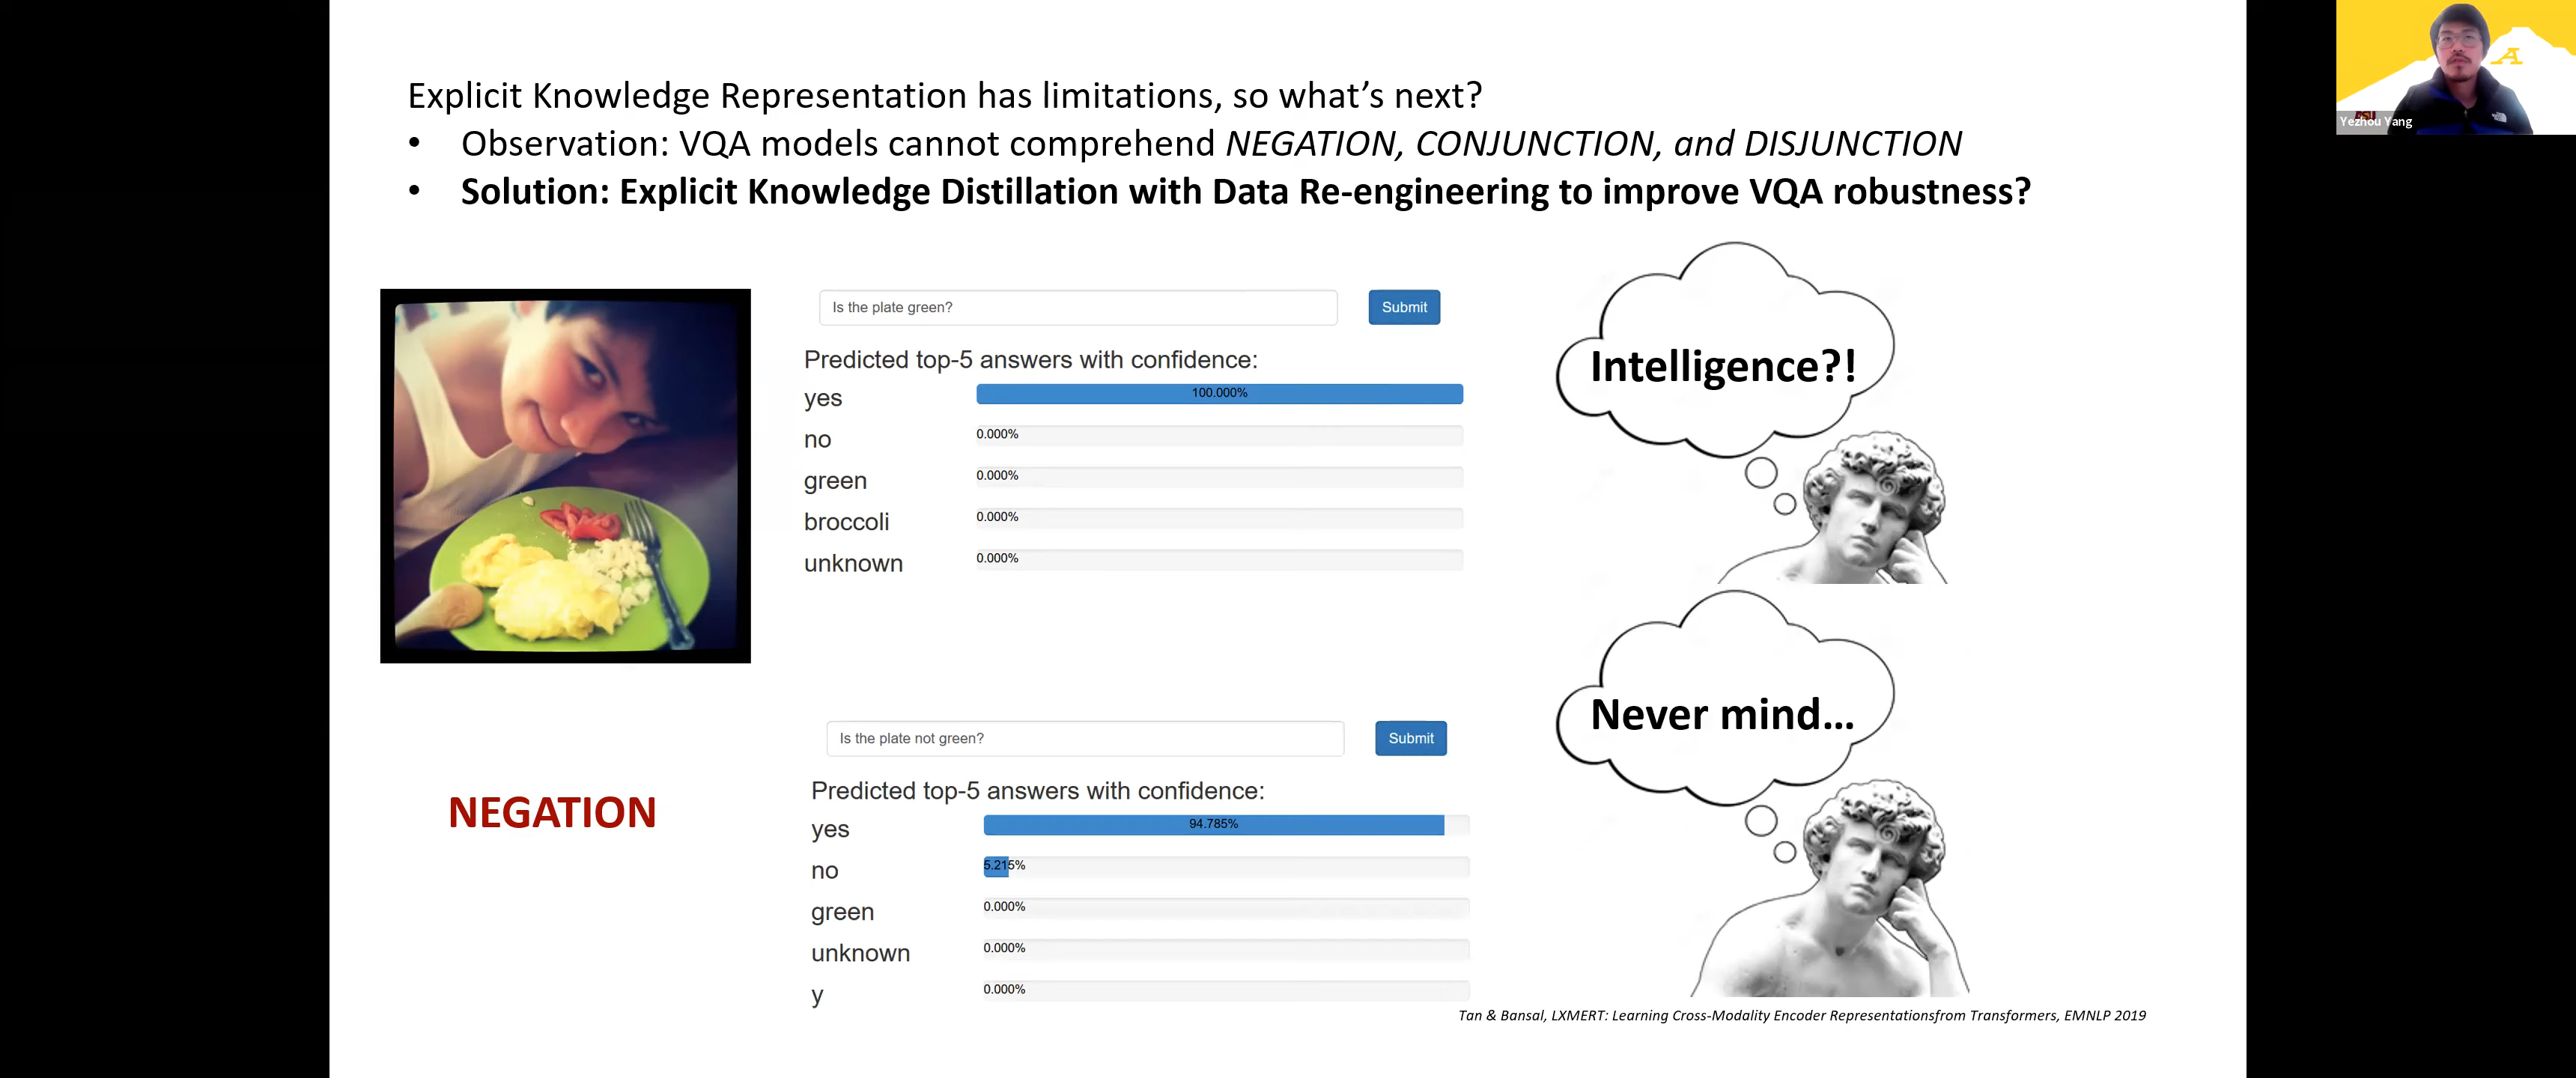 Explicit Knowledge Representation has limitations, so what's next?
• Observation: VQA models cannot comprehend NEGATION, CONJUNCTION, and DISJUNCTION
• Solution: Explicit Knowledge Distillation with Data Re-engineering to improve VQA robustness?
A
Yezhou Yang
Is the plate green?
Submit
Predicted top-5 answers with confidence:
yes 100.000%
no 0.000%
green 0.000%
broccoli 0.000%
unknown 0.000%
Intelligence?!
NEGATION
Is the plate not green?
Submit
Predicted top-5 answers with confidence:
yes 94.785%
no 5.215%
green 0.000%
unknown 0.000%
y 0.000%
Never mind...
Tan & Bansal, LXMERT: Learning Cross-Modality Encoder Representationsfrom Transformers, EMNLP 2019